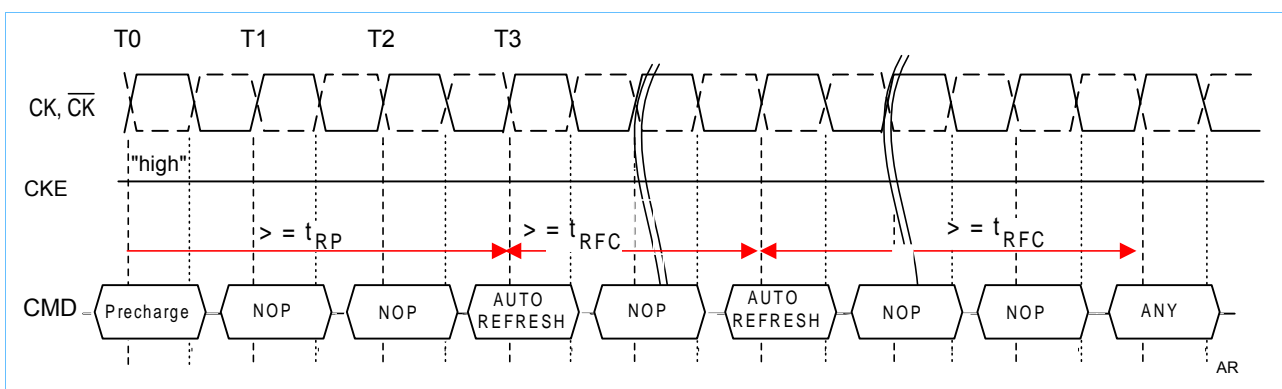 T0 T1 T2 T3
CK, C̅K̅
"high"
CKE
> = tRP > = tRFC > = tRFC
CMD Precharge NOP NOP AUTO REFRESH NOP AUTO REFRESH NOP NOP ANY
AR